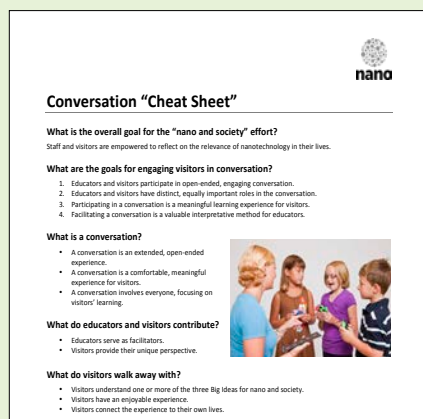 nano
Conversation “Cheat Sheet”
What is the overall goal for the “nano and society” effort?
Staff and visitors are empowered to reflect on the relevance of nanotechnology in their lives.
What are the goals for engaging visitors in conversation?
1. Educators and visitors participate in open-ended, engaging conversation.
2. Educators and visitors have distinct, equally important roles in the conversation.
3. Participating in a conversation is a meaningful learning experience for visitors.
4. Facilitating a conversation is a valuable interpretative method for educators.
What is a conversation?
• A conversation is an extended, open-ended
experience.
• A conversation is a comfortable, meaningful
experience for visitors.
• A conversation involves everyone, focusing on
visitors’ learning.
What do educators and visitors contribute?
• Educators serve as facilitators.
• Visitors provide their unique perspective.
What do visitors walk away with?
• Visitors understand one or more of the three Big Ideas for nano and society.
• Visitors have an enjoyable experience.
• Visitors connect the experience to their own lives.